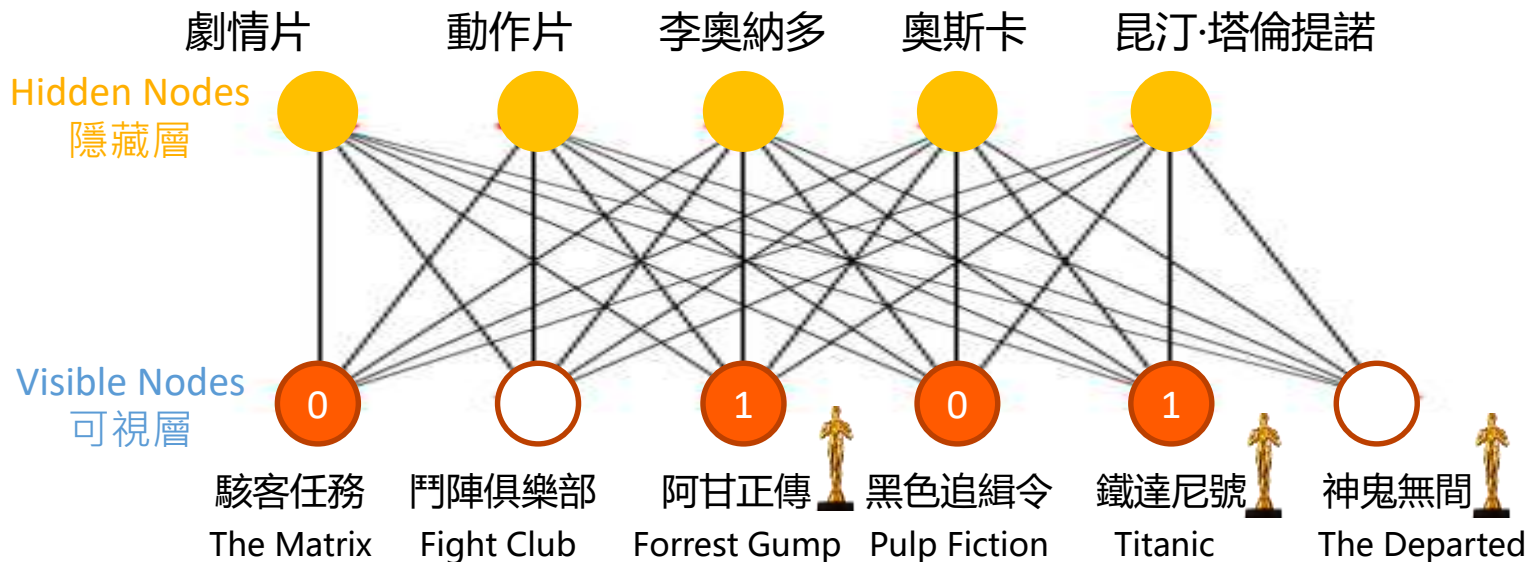 劇情片 動作片 李奧納多 奧斯卡 昆汀·塔倫提諾
Hidden Nodes
隱藏層
Visible Nodes
可視層
0 1 0 1
駭客任務 鬥陣俱樂部 阿甘正傳 黑色追緝令 鐵達尼號 神鬼無間
The Matrix Fight Club Forrest Gump Pulp Fiction Titanic The Departed